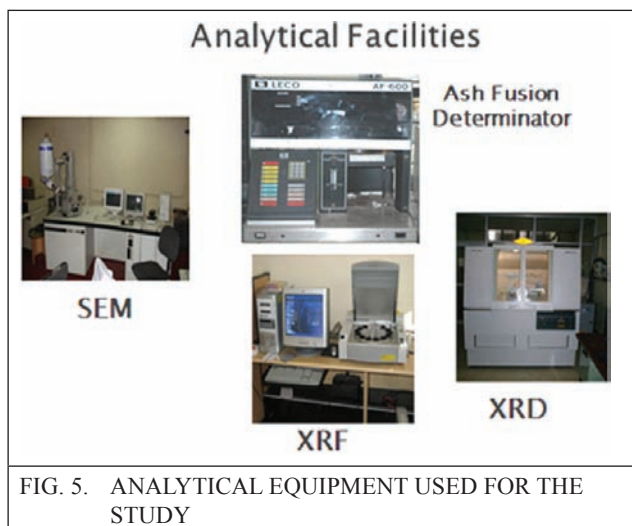 Analytical Facilities
LECO AF-600
Ash Fusion
Determinator
SEM
XRF
XRD
FIG. 5. ANALYTICAL EQUIPMENT USED FOR THE
STUDY